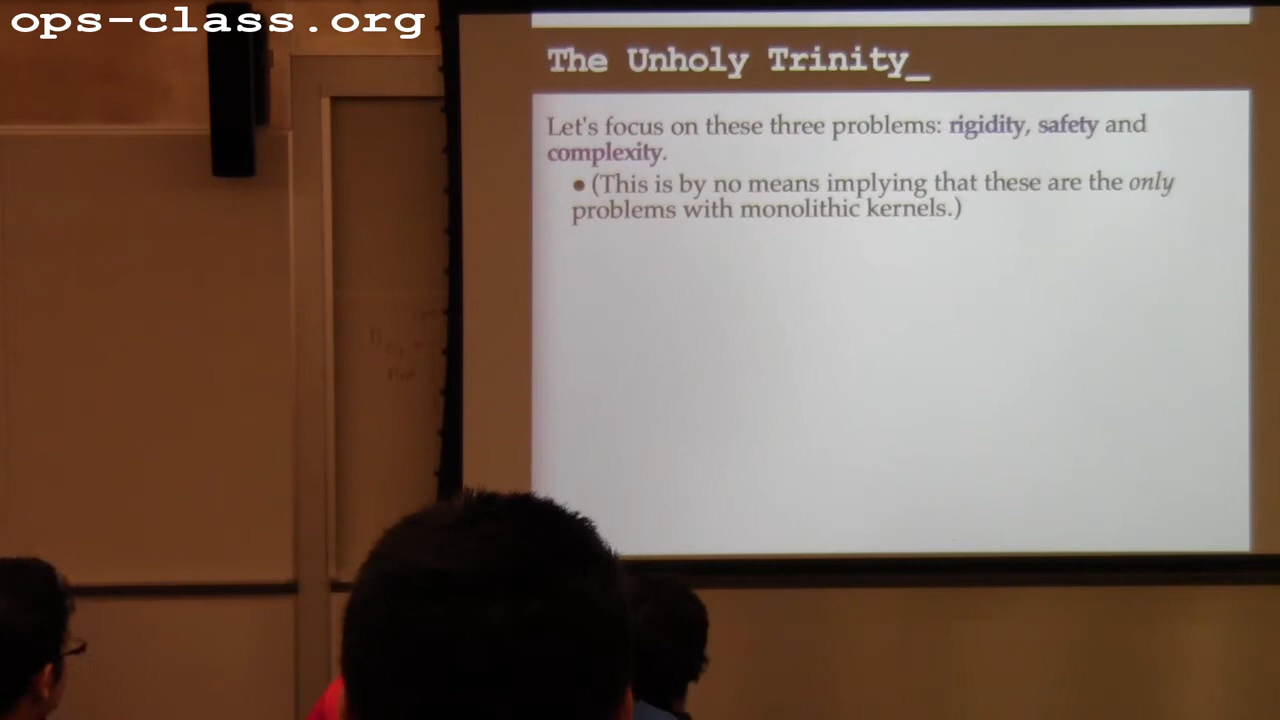 ops-class.org
The Unholy Trinity_
Let's focus on these three problems: rigidity, safety and
complexity.
• (This is by no means implying that these are the only
problems with monolithic kernels.)